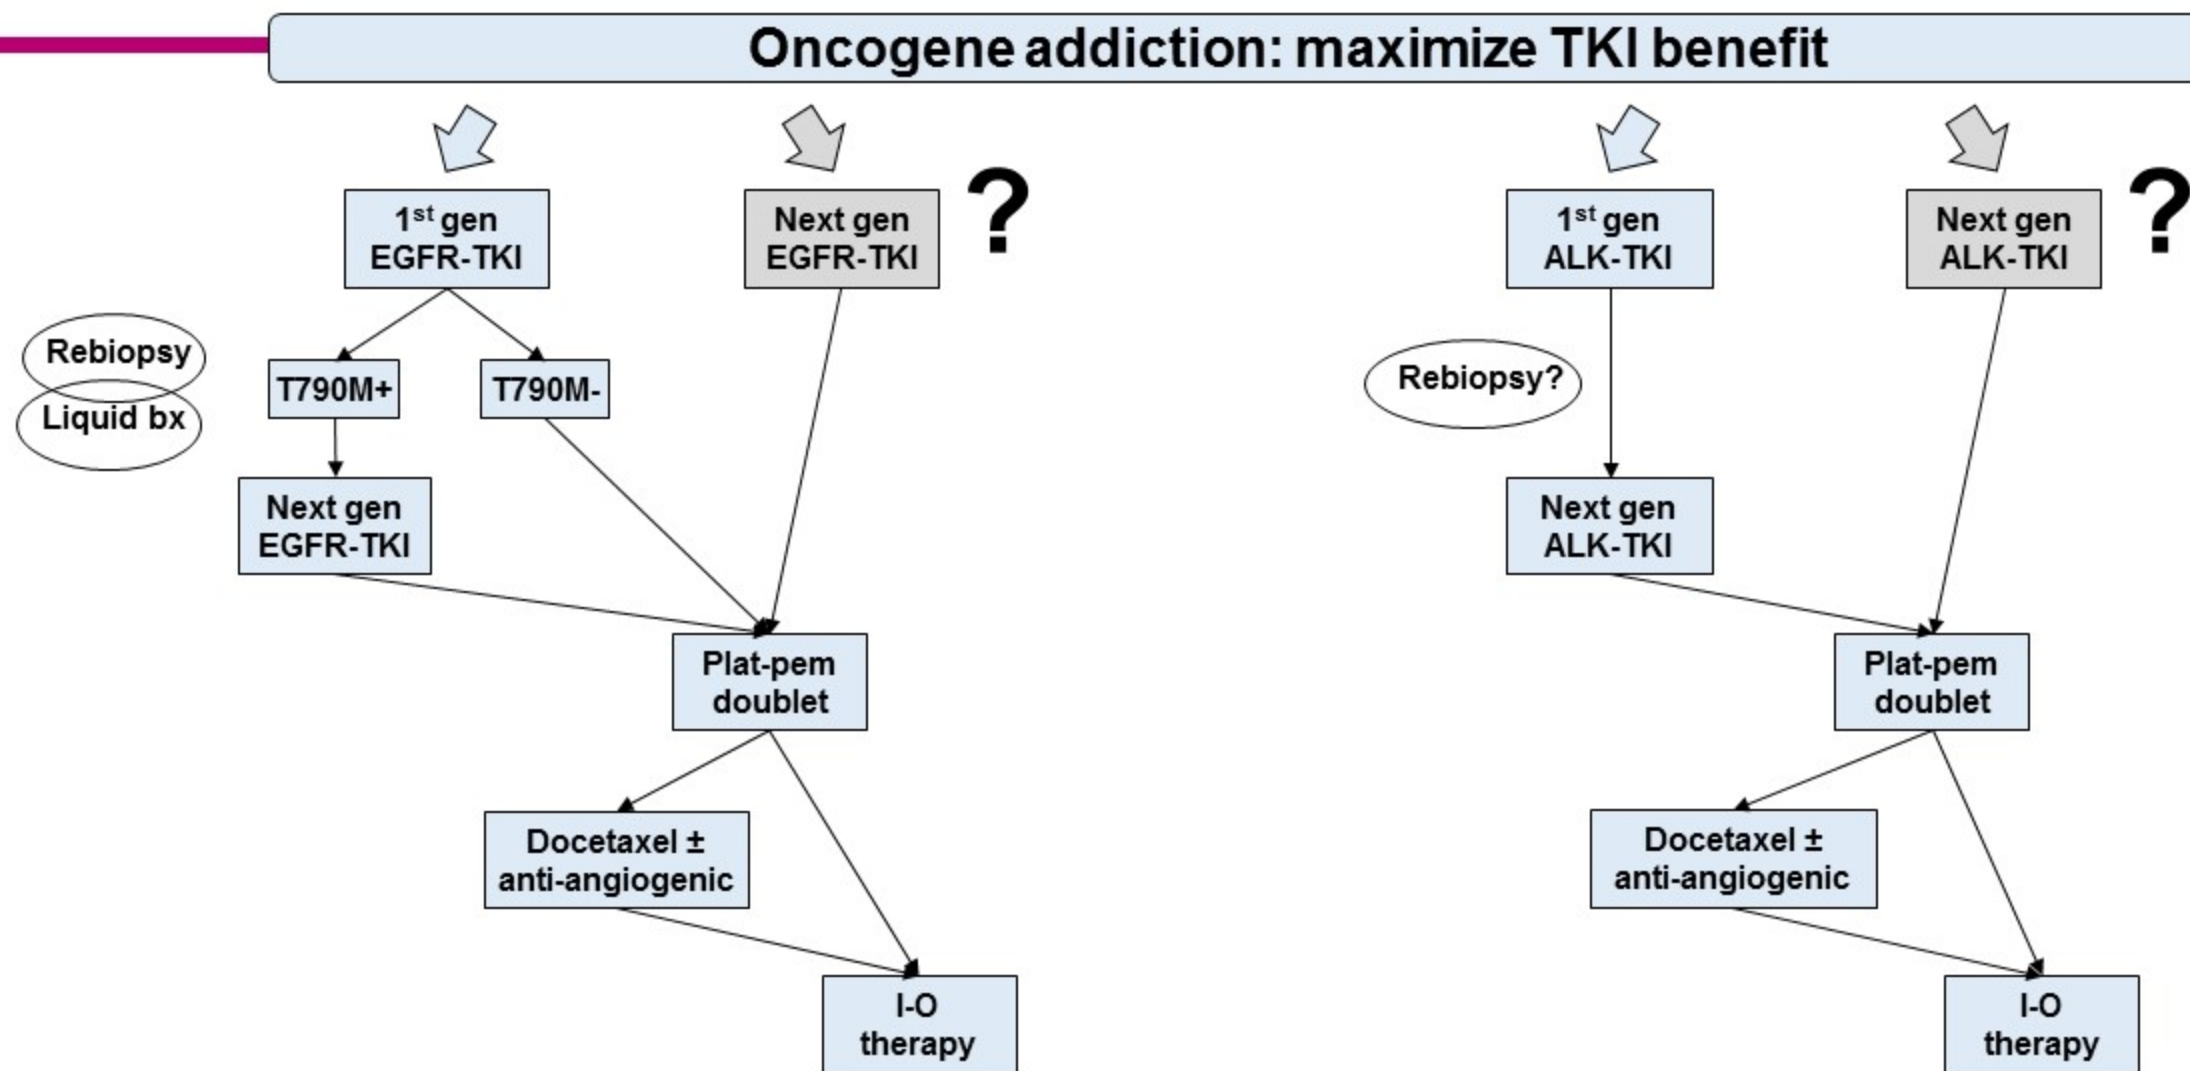 Oncogene addiction: maximize TKI benefit
1st gen
EGFR-TKI
Next gen
EGFR-TKI
?
Rebiopsy
Liquid bx
T790M+
T790M-
Next gen
EGFR-TKI
Plat-pem
doublet
Docetaxel ±
anti-angiogenic
I-O
therapy
1st gen
ALK-TKI
Next gen
ALK-TKI
?
Rebiopsy?
Next gen
ALK-TKI
Plat-pem
doublet
Docetaxel ±
anti-angiogenic
I-O
therapy